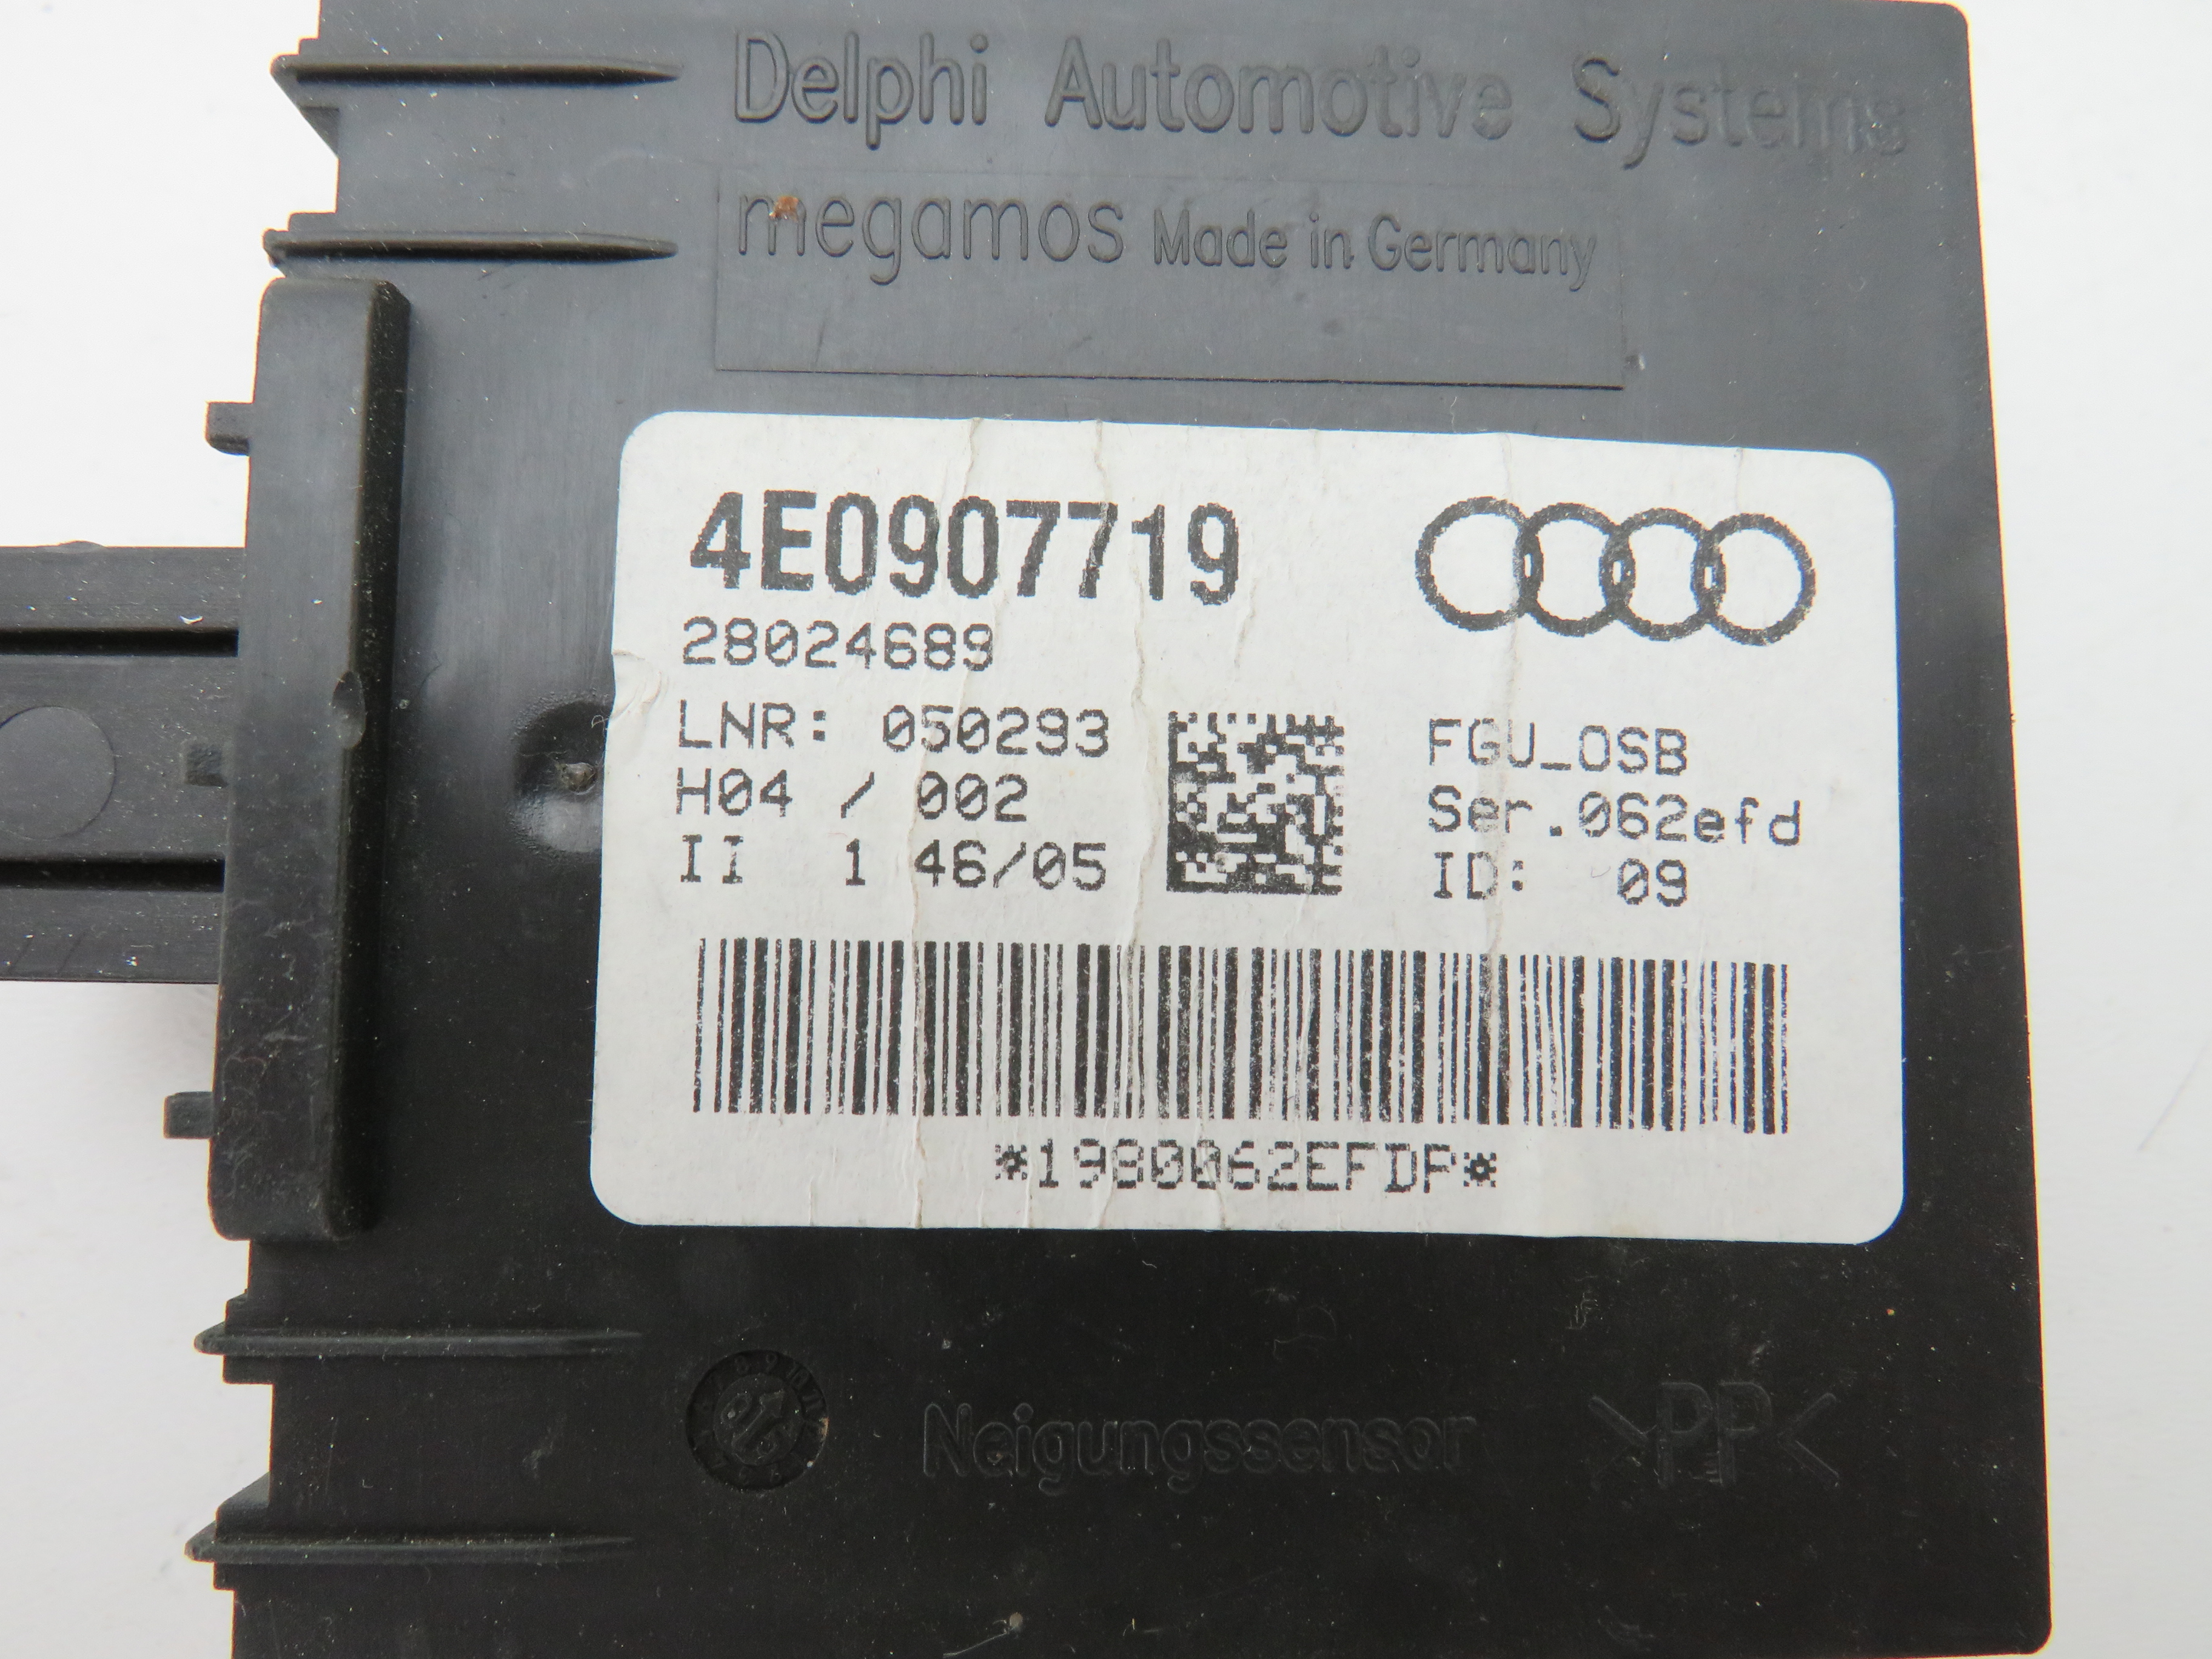 Delphi Automotive Systems
megamos Made in Germany
4E0907719
28024689
LNR: 050293
H04 / 002
II 1 46/05
FGU_OSB
Ser.062efd
ID: 09
*1980062EFDP*
Neigungssensor
>PP<